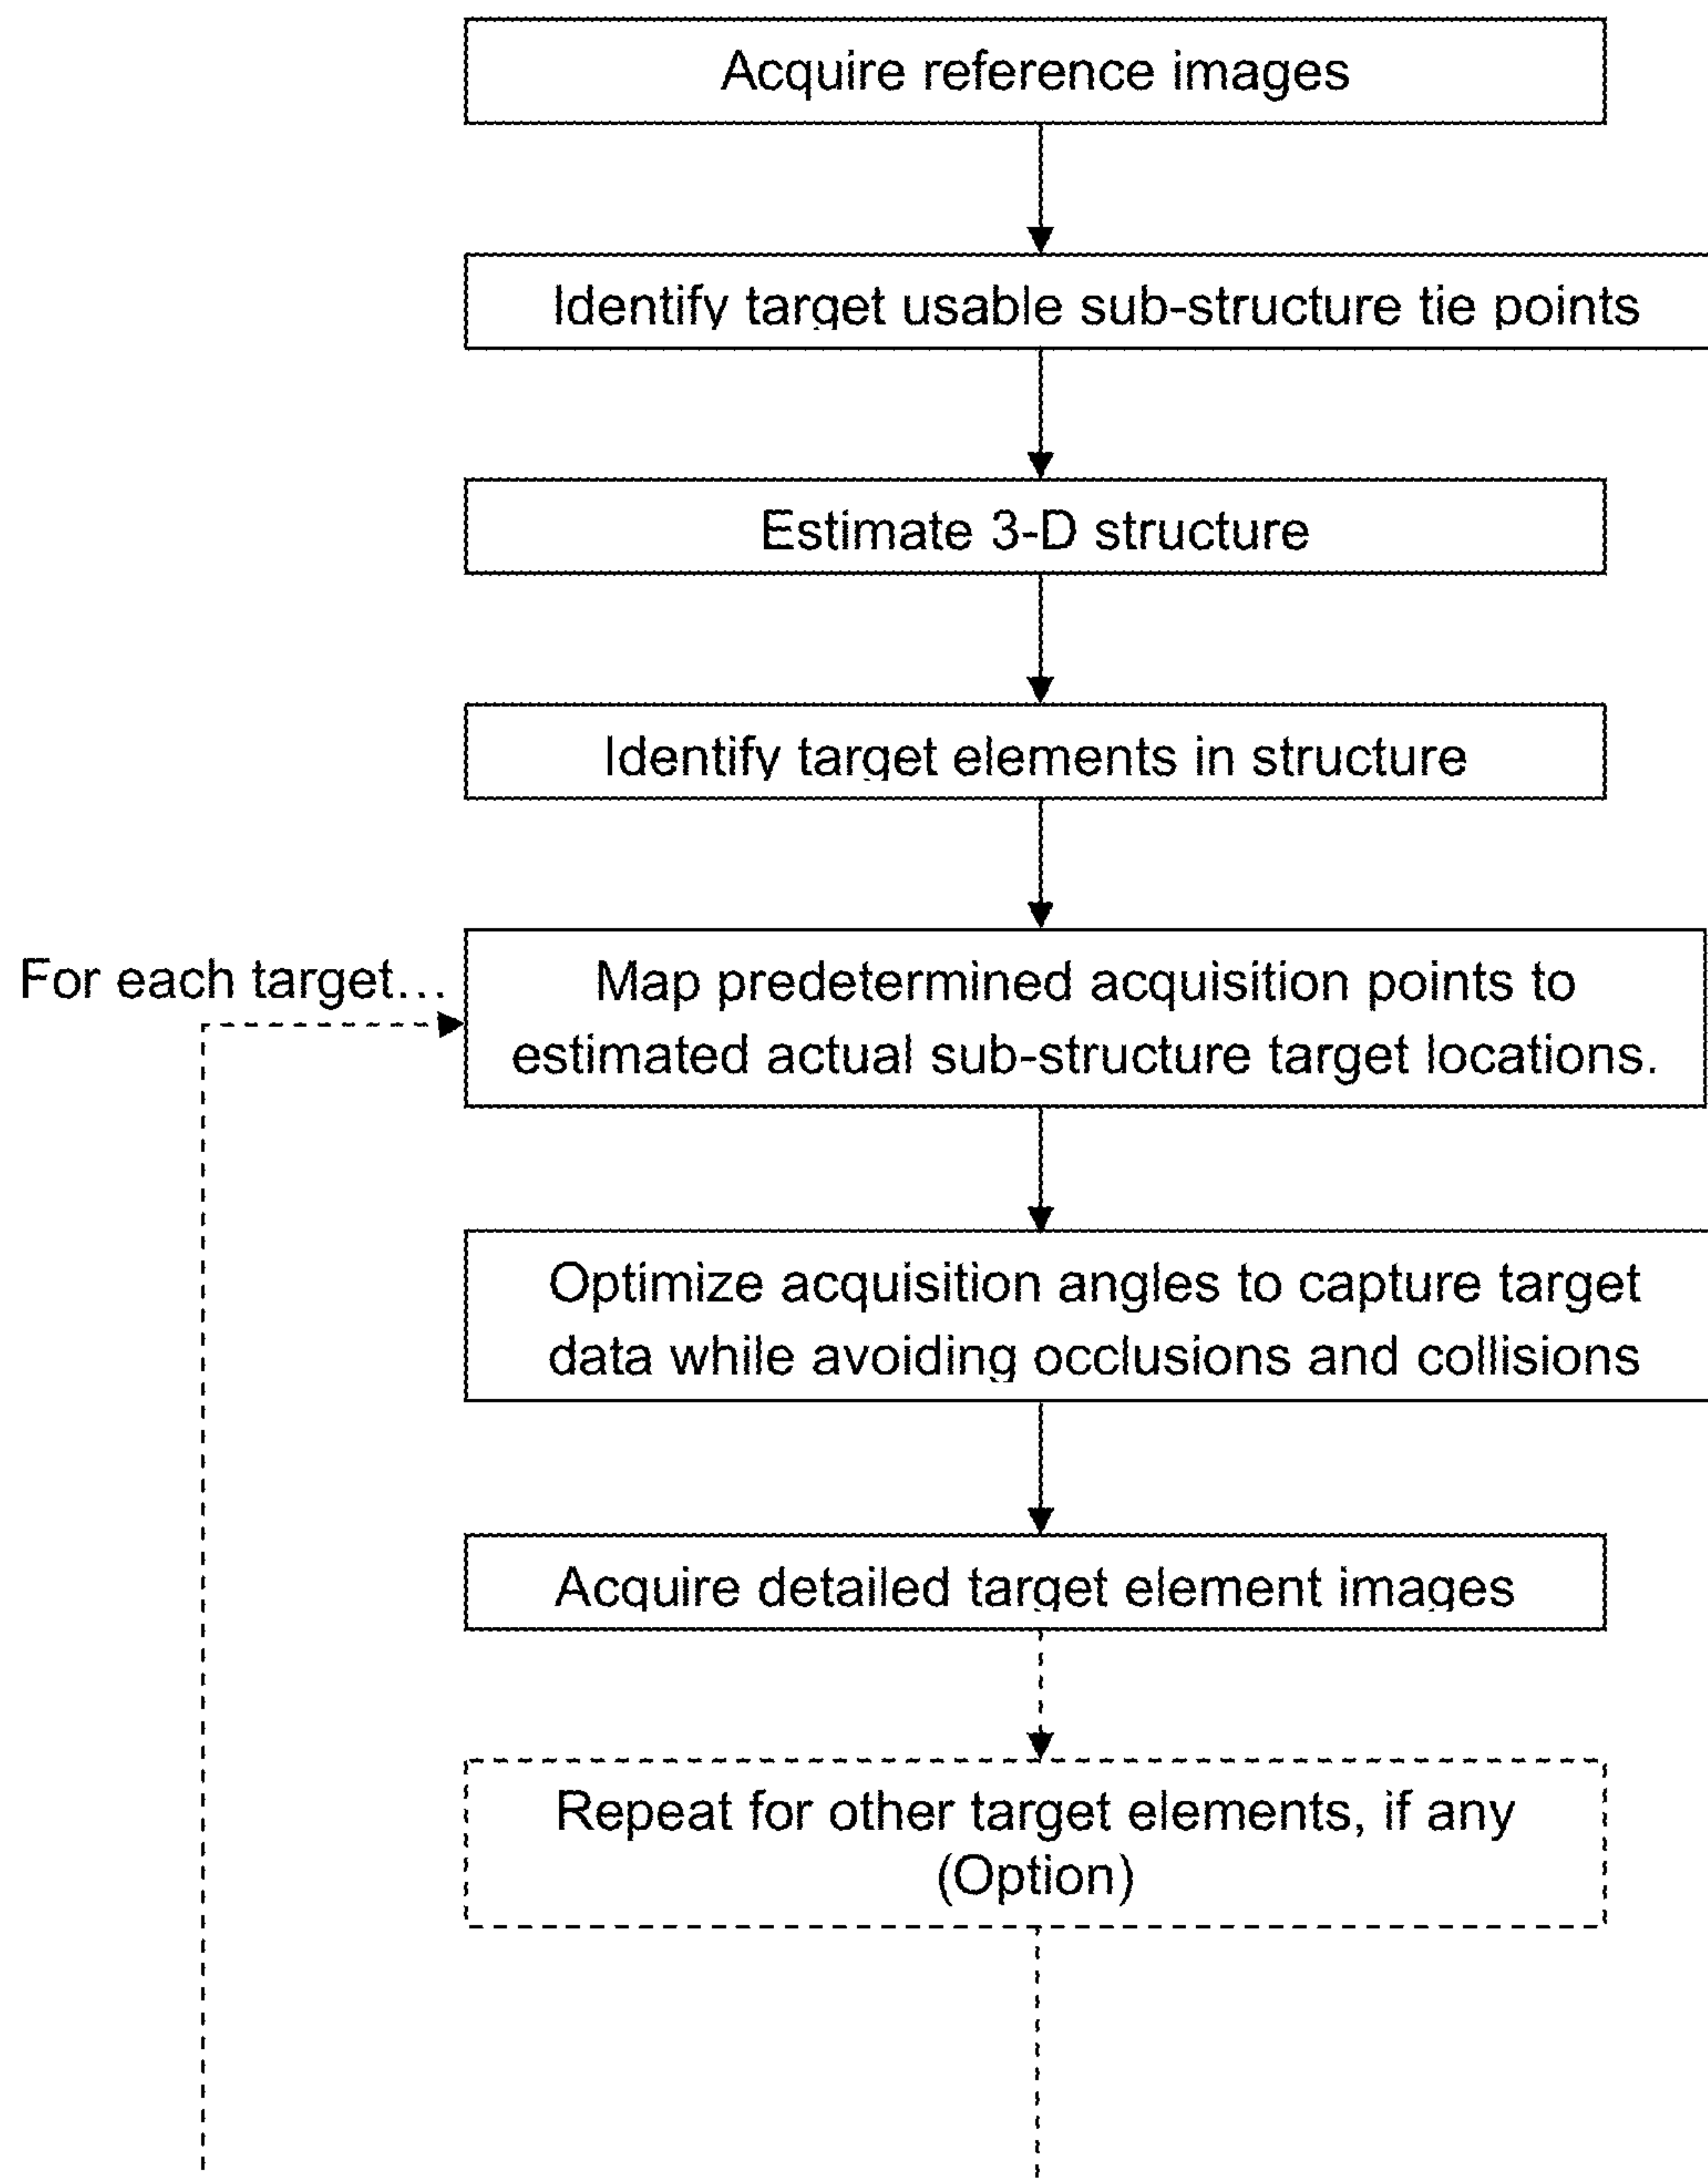 Acquire reference images
Identify target usable sub-structure tie points
Estimate 3-D structure
Identify target elements in structure
For each target...
Map predetermined acquisition points to
estimated actual sub-structure target locations.
Optimize acquisition angles to capture target
data while avoiding occlusions and collisions
Acquire detailed target element images
Repeat for other target elements, if any
(Option)